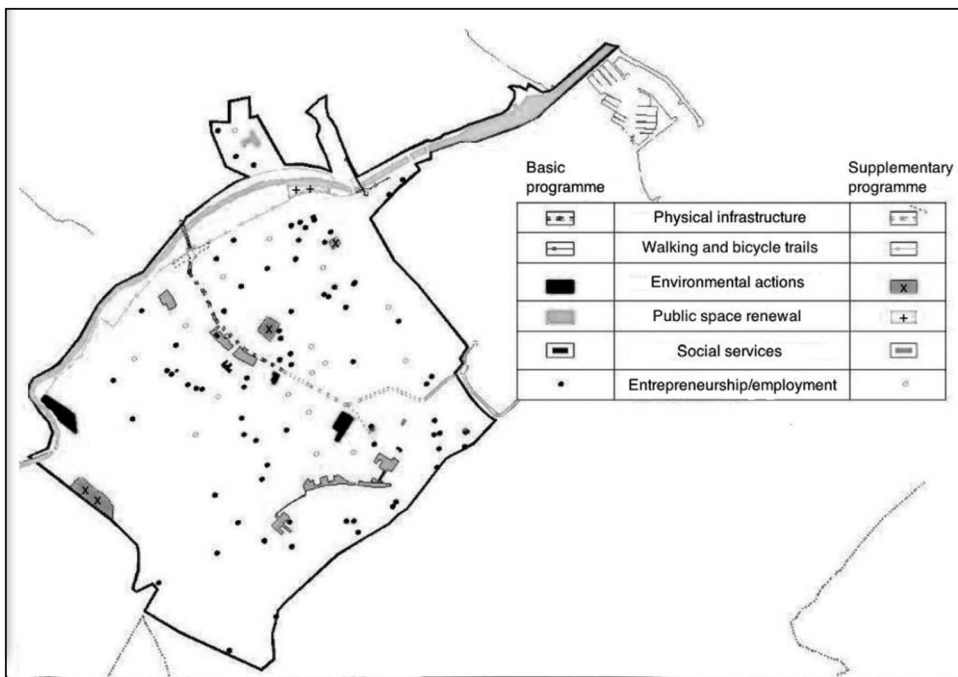 Basic programme
Supplementary programme
Physical infrastructure
Walking and bicycle trails
Environmental actions
x
Public space renewal
+
Social services
Entrepreneurship/employment
+ +
x
x
x x